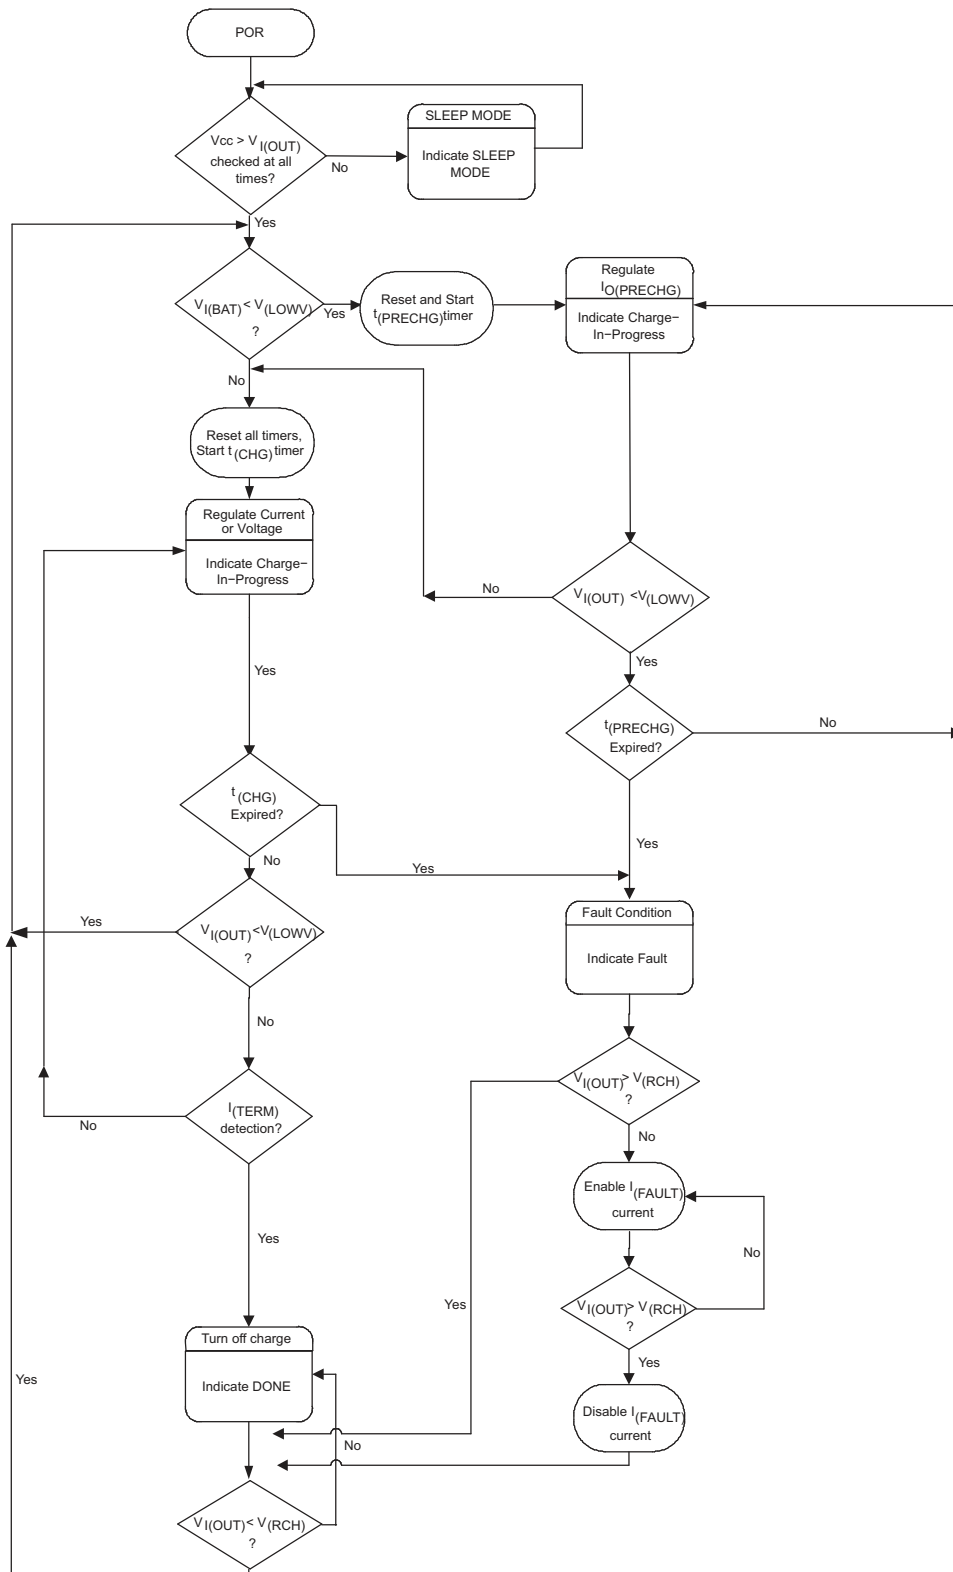 POR
Vcc > V I(OUT)
checked at all
times?
No
SLEEP MODE
Indicate SLEEP
MODE
Yes
V I(BAT) < V (LOWV)
?
Yes
Reset and Start
t (PRECHG) timer
Regulate
I O(PRECHG)
Indicate Charge−
In−Progress
No
Reset all timers,
Start t (CHG) timer
Regulate Current
or Voltage
Indicate Charge−
In−Progress
No
V I(OUT) <V (LOWV)
Yes
Yes
t (PRECHG)
Expired?
No
t (CHG)
Expired?
Yes
Yes
No
V I(OUT) <V (LOWV)
?
Yes
Fault Condition
Indicate Fault
No
V I(OUT) > V (RCH)
?
I (TERM)
detection?
No
No
Enable I (FAULT)
current
Yes
No
V I(OUT) > V (RCH)
?
Yes
Turn off charge
Indicate DONE
Yes
Yes
Disable I (FAULT)
current
No
V I(OUT) < V (RCH)
?